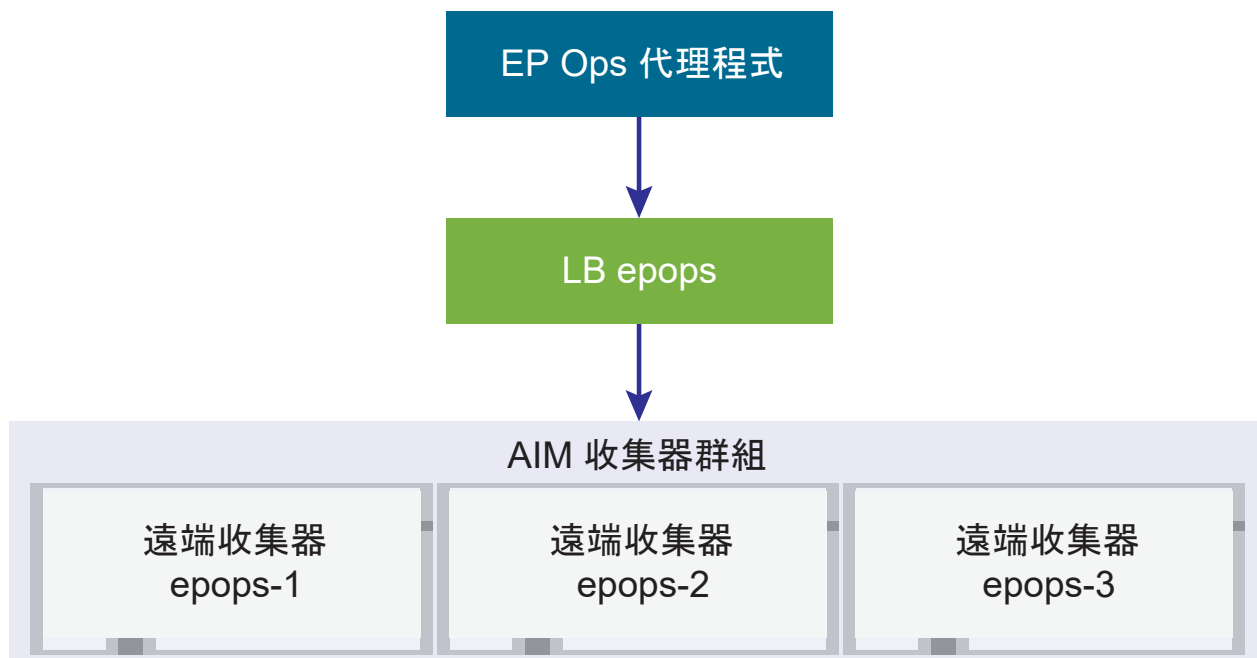 EP Ops 代理程式
LB epops
AIM 收集器群組
遠端收集器
epops-1
遠端收集器
epops-2
遠端收集器
epops-3